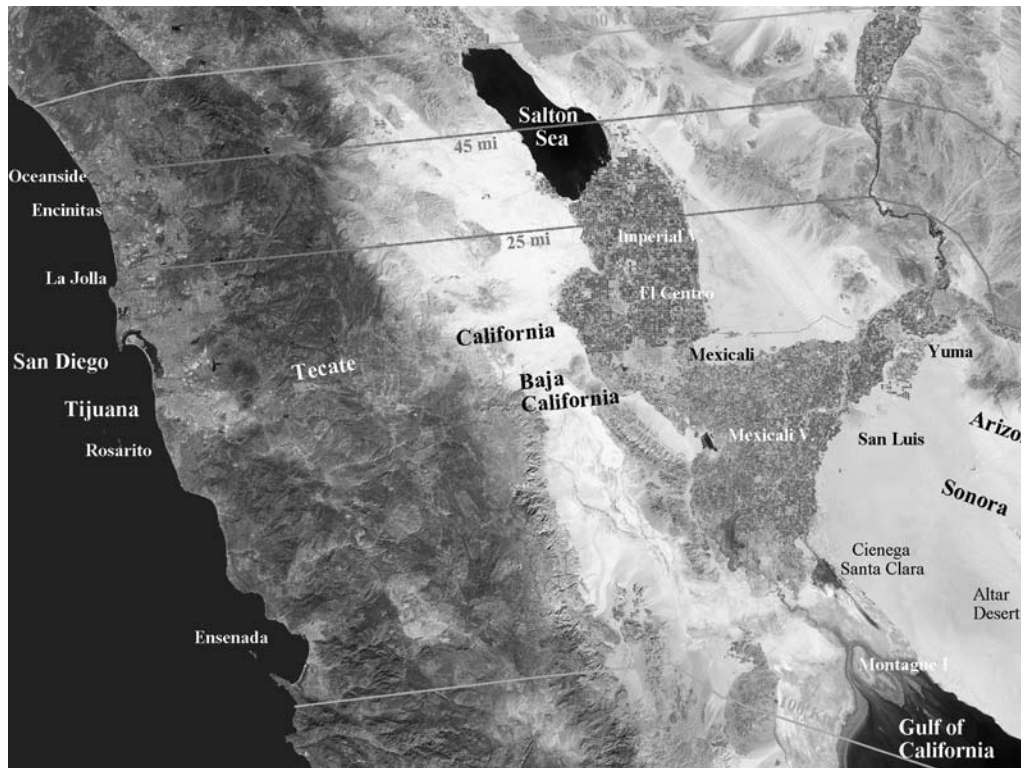 100 Km
Salton
Sea
45 mi
Oceanside
Encinitas
25 mi
Imperial V.
La Jolla
El Centro
California
San Diego
Tecate
Mexicali
Yuma
Baja
California
Tijuana
Rosarito
Mexicali V.
San Luis
Arizo
Sonora
Cienega
Santa Clara
Altar
Desert
Ensenada
Montague I
100 Km
Gulf of
California